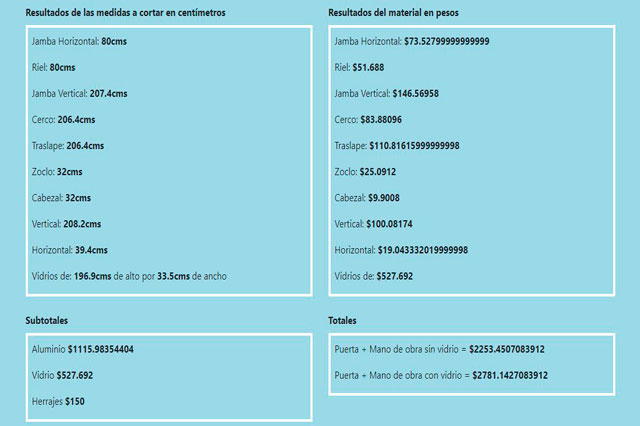 Resultados de las medidas a cortar en centímetros
Jamba Horizontal: 80cms
Riel: 80cms
Jamba Vertical: 207.4cms
Cerco: 206.4cms
Traslape: 206.4cms
Zoclo: 32cms
Cabezal: 32cms
Vertical: 208.2cms
Horizontal: 39.4cms
Vidrios de: 196.9cms de alto por 33.5cms de ancho
Resultados del material en pesos
Jamba Horizontal: $73.52799999999999
Riel: $51.688
Jamba Vertical: $146.56958
Cerco: $83.88096
Traslape: $110.81615999999998
Zoclo: $25.0912
Cabezal: $9.9008
Vertical: $100.08174
Horizontal: $19.043332019999998
Vidrios de: $527.692
Subtotales
Aluminio $1115.98354404
Vidrio $527.692
Herrajes $150
Totales
Puerta + Mano de obra sin vidrio = $2253.4507083912
Puerta + Mano de obra con vidrio = $2781.1427083912